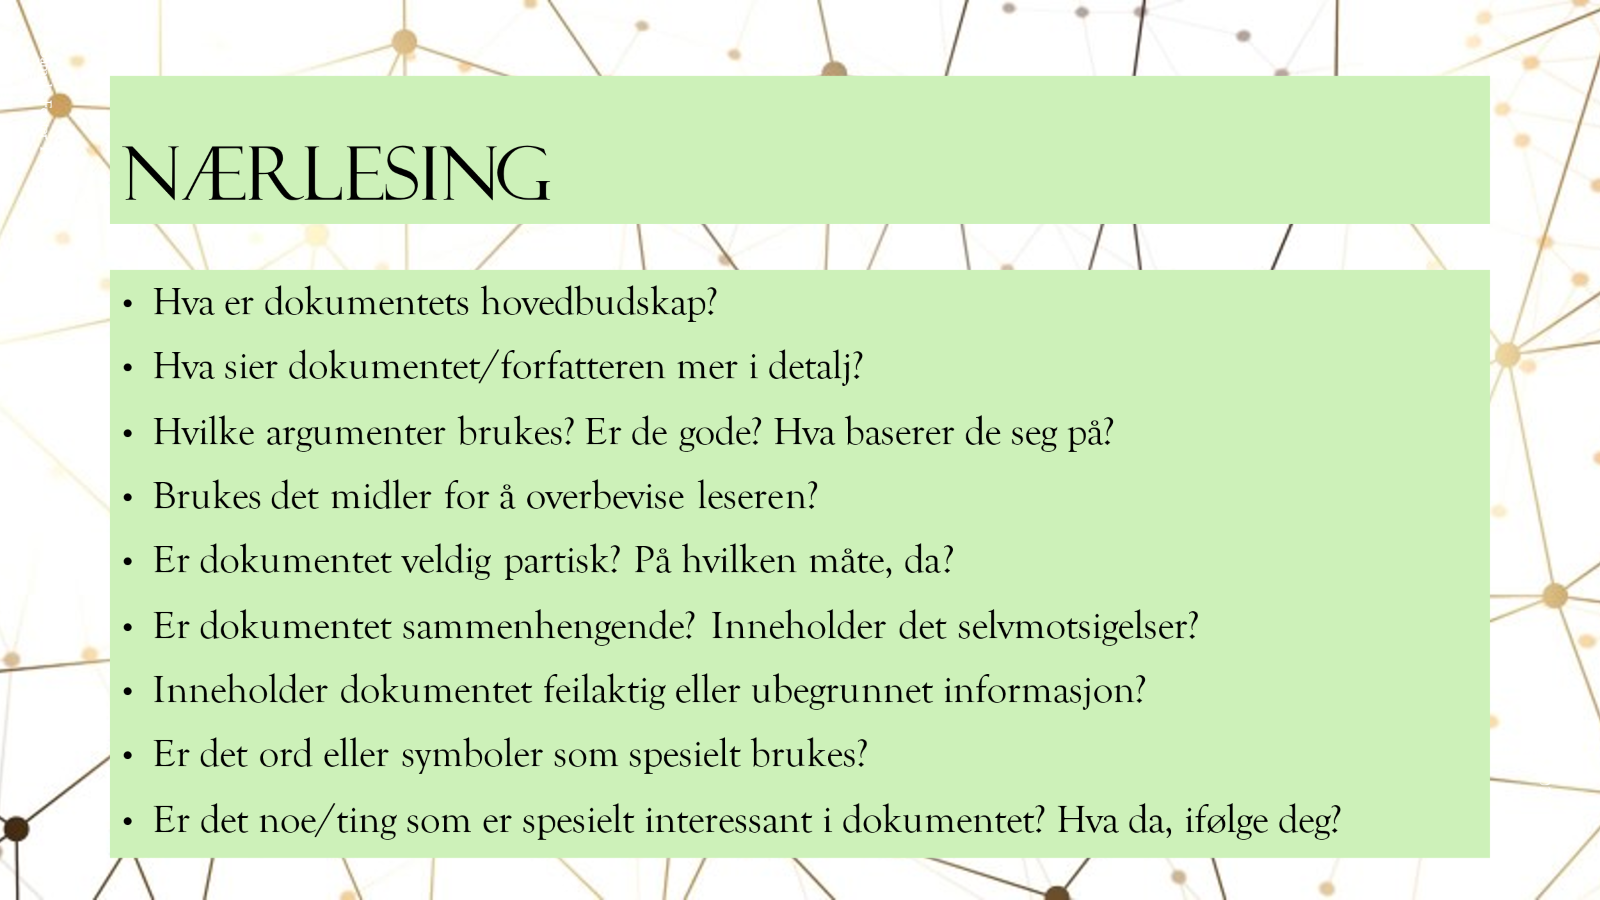 NÆRLESING
• Hva er dokumentets hovedbudskap?
• Hva sier dokumentet/forfatteren mer i detalj?
• Hvilke argumenter brukes? Er de gode? Hva baserer de seg på?
• Brukes det midler for å overbevise leseren?
• Er dokumentet veldig partisk? På hvilken måte, da?
• Er dokumentet sammenhengende? Inneholder det selvmotsigelser?
• Inneholder dokumentet feilaktig eller ubegrunnet informasjon?
• Er det ord eller symboler som spesielt brukes?
• Er det noe/ting som er spesielt interessant i dokumentet? Hva da, ifølge deg?